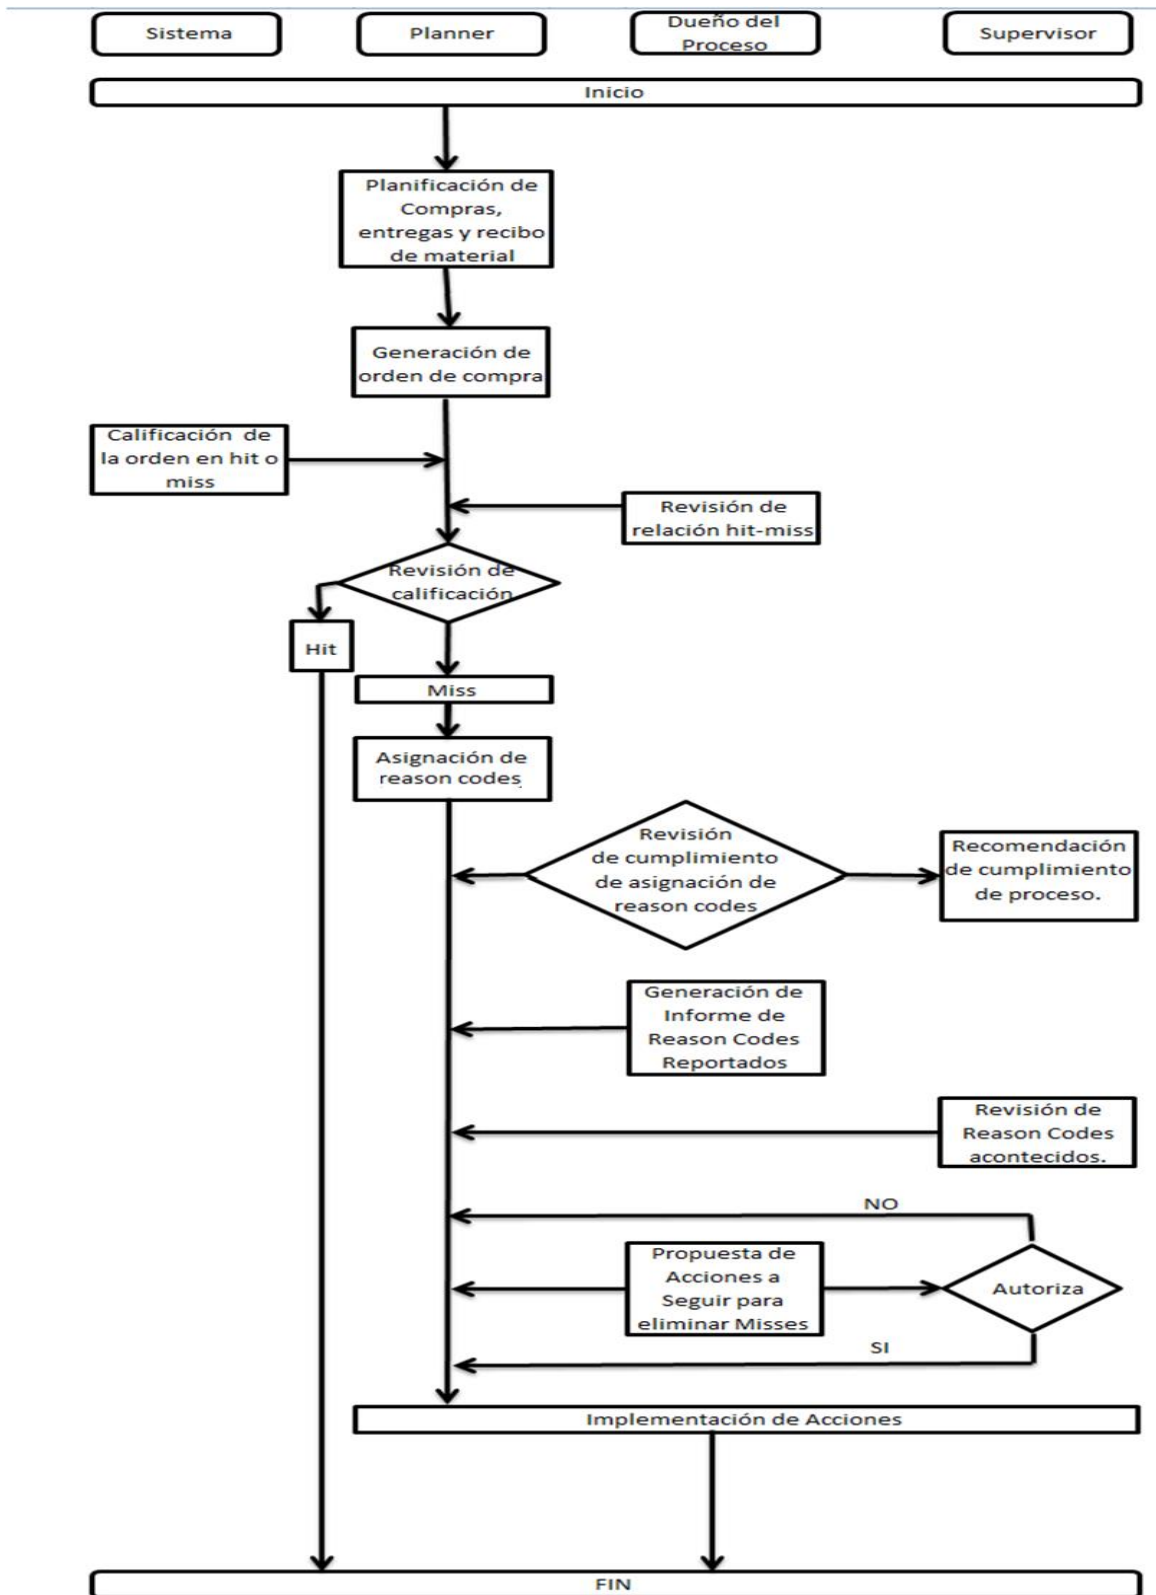 Sistema
Planner
Dueño del
Proceso
Supervisor
Inicio
Planificación de
Compras,
entregas y recibo
de material
Generación de
orden de compra
Calificación de
la orden en hit o
miss
Revisión de
relación hit-miss
Revisión de
calificación
Hit
Miss
Asignación de
reason codes
Revisión
de cumplimiento
de asignación de
reason codes
Recomendación
de cumplimiento
de proceso.
Generación de
Informe de
Reason Codes
Reportados
Revisión de
Reason Codes
acontecidos.
NO
Propuesta de
Acciones a
Seguir para
eliminar Misses
Autoriza
SI
Implementación de Acciones
FIN